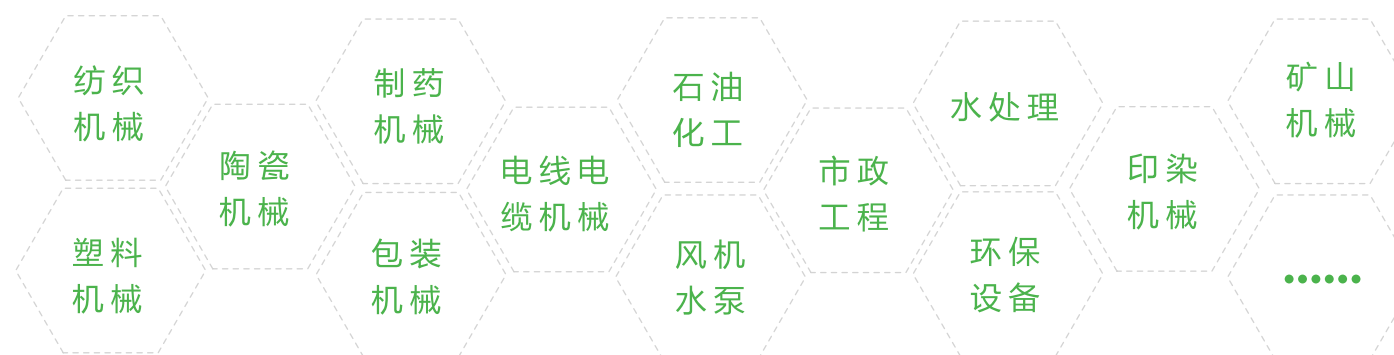 纺织
机械
塑料
机械
陶瓷
机械
制药
机械
包装
机械
电线电
缆机械
石油
化工
风机
水泵
市政
工程
水处理
环保
设备
印染
机械
矿山
机械
••••••